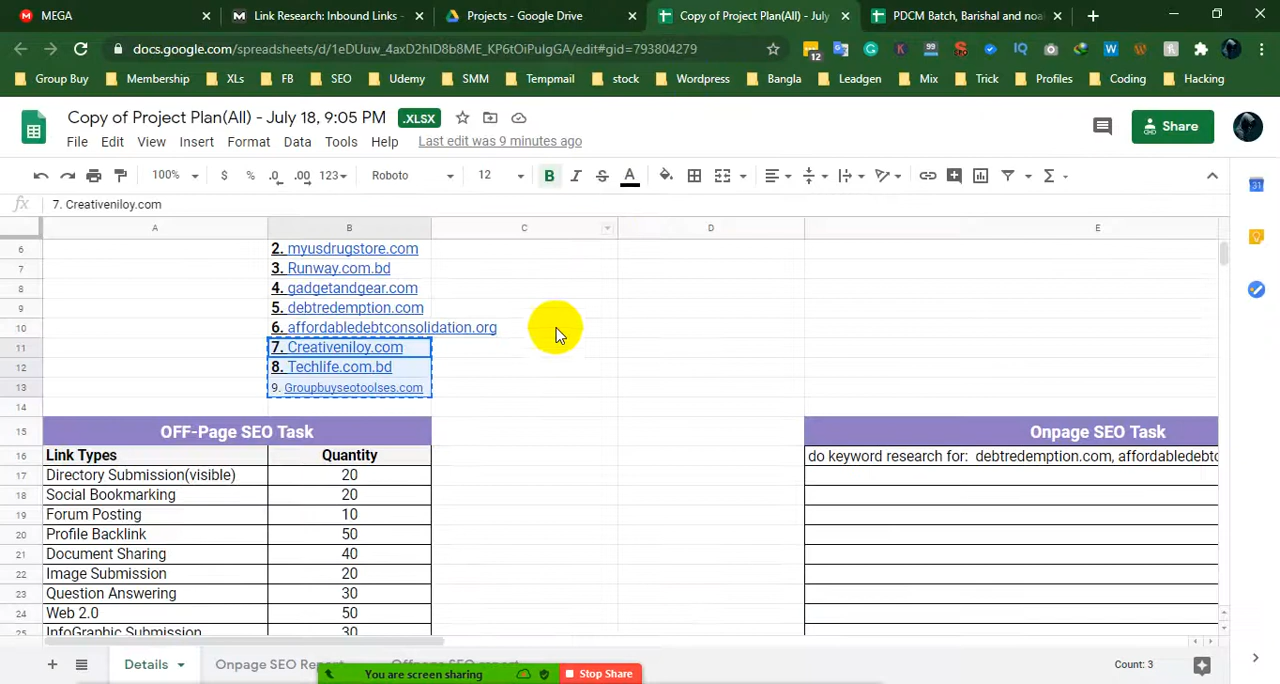 MEGA
Link Research: Inbound Links -
Projects - Google Drive
Copy of Project Plan(All) - July
PDCM Batch, Barishal and noa
docs.google.com/spreadsheets/d/1eDUuw_4axD2hID8b8ME_KP6tOiPuIgGA/edit#gid=793804279
Group Buy
Membership
XLs
FB
SEO
Udemy
SMM
Tempmail
stock
Wordpress
Bangla
Leadgen
Mix
Trick
Profiles
Coding
Hacking
Copy of Project Plan(All) - July 18, 9:05 PM .XLSX
Share
File Edit View Insert Format Data Tools Help Last edit was 9 minutes ago
100% $ % .0 .00 123 Roboto 12 B I S A
fx 7. Creativeniloy.com
A B C D E
6 2. myusdrugstore.com
7 3. Runway.com.bd
8 4. gadgetandgear.com
9 5. debtredemption.com
10 6. affordabledebtconsolidation.org
11 7. Creativeniloy.com
12 8. Techlife.com.bd
13 9. Groupbuyseotoolses.com
14
15 OFF-Page SEO Task Onpage SEO Task
16 Link Types Quantity do keyword research for: debtredemption.com, affordabledebtc
17 Directory Submission(visible) 20
18 Social Bookmarking 20
19 Forum Posting 10
20 Profile Backlink 50
21 Document Sharing 40
22 Image Submission 20
23 Question Answering 30
24 Web 2.0 50
25 InfoGraphic Submission 30
Details Onpage SEO Report Offpage SEO report Count: 3
You are screen sharing Stop Share